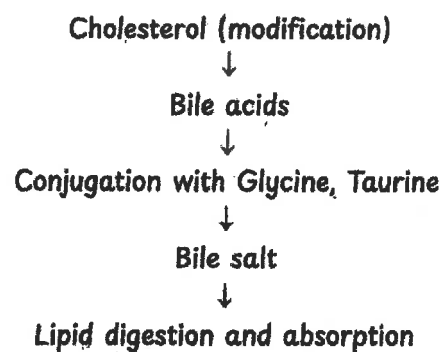 Cholesterol (modification)
↓
Bile acids
↓
Conjugation with Glycine, Taurine
↓
Bile salt
↓
Lipid digestion and absorption